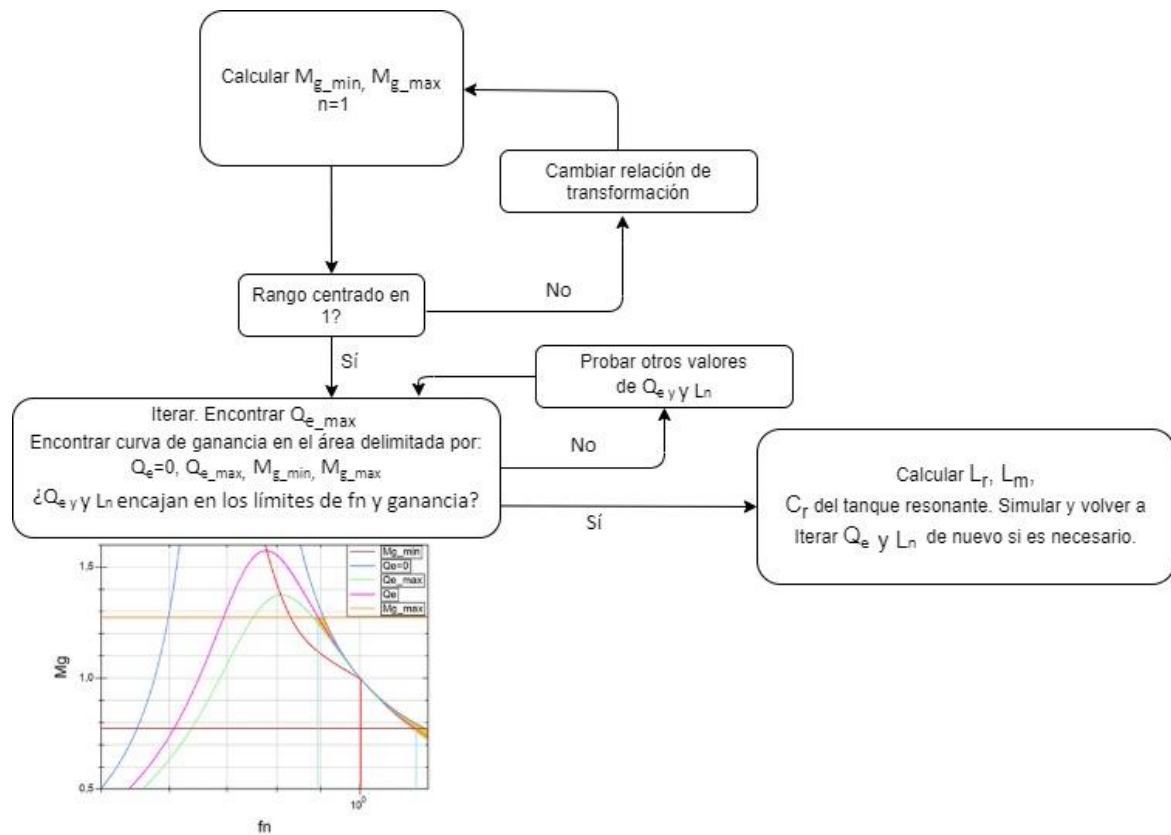 Calcular M_g_min, M_g_max
n=1
Cambiar relación de
transformación
Rango centrado en
1?
No
Sí
Probar otros valores
de Q_e y y L_n
Iterar. Encontrar Q_e_max
Encontrar curva de ganancia en el área delimitada por:
Q_e=0, Q_e_max, M_g_min, M_g_max
¿Q_e y y L_n encajan en los límites de fn y ganancia?
No
Sí
Calcular L_r, L_m,
C_r del tanque resonante. Simular y volver a
Iterar Q_e y L_n de nuevo si es necesario.
Mg_min
Qe=0
Qe_max
Qe
Mg_max
1.5
1.0
0.5
Mg
10^0
fn